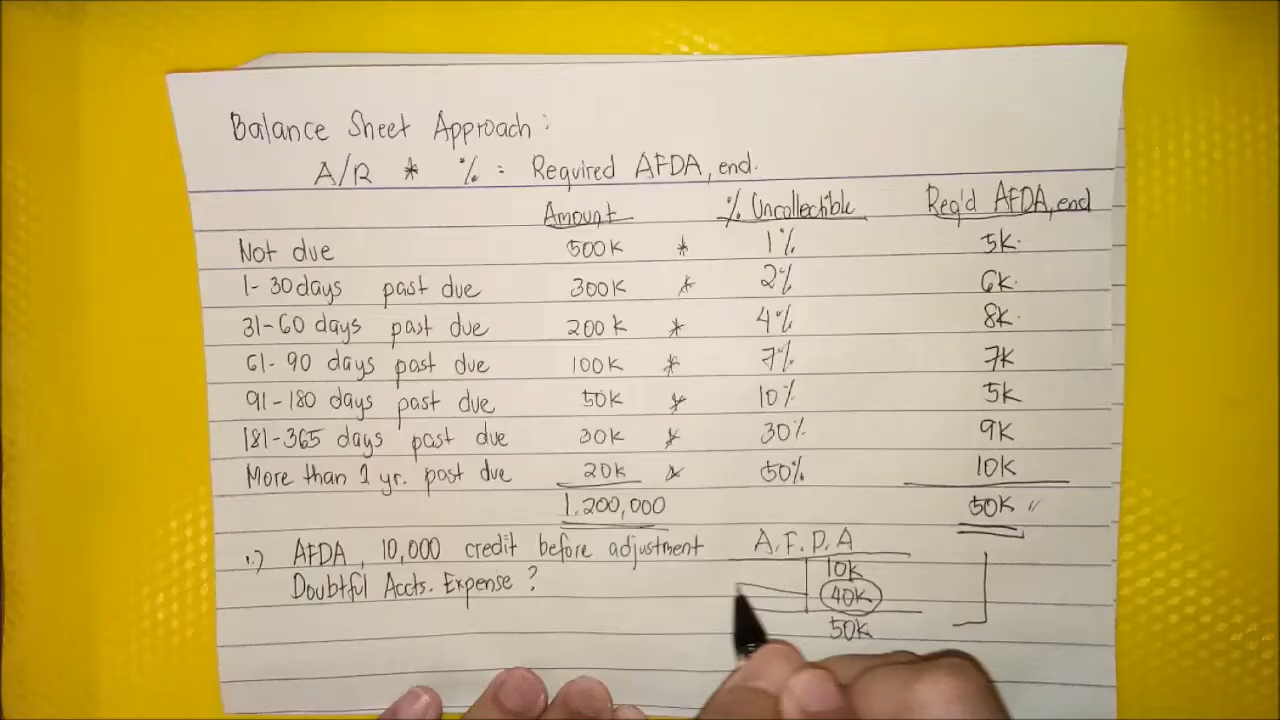 Balance Sheet Approach:
A/R * % = Required AFDA, end.
Amount % Uncollectible Req'd AFDA, end
Not due 500K * 1% 5K.
1-30 days past due 300K * 2% 6K.
31-60 days past due 200K * 4% 8K.
61-90 days past due 100K * 7% 7K
91-180 days past due 50K * 10% 5K
181-365 days past due 30K * 30% 9K
More than 1 yr. past due 20K * 50% 10K
1,200,000 50K //
1.) AFDA, 10,000 credit before adjustment A.F.D.A
10K
Doubtful Accts. Expense? 40K
50K